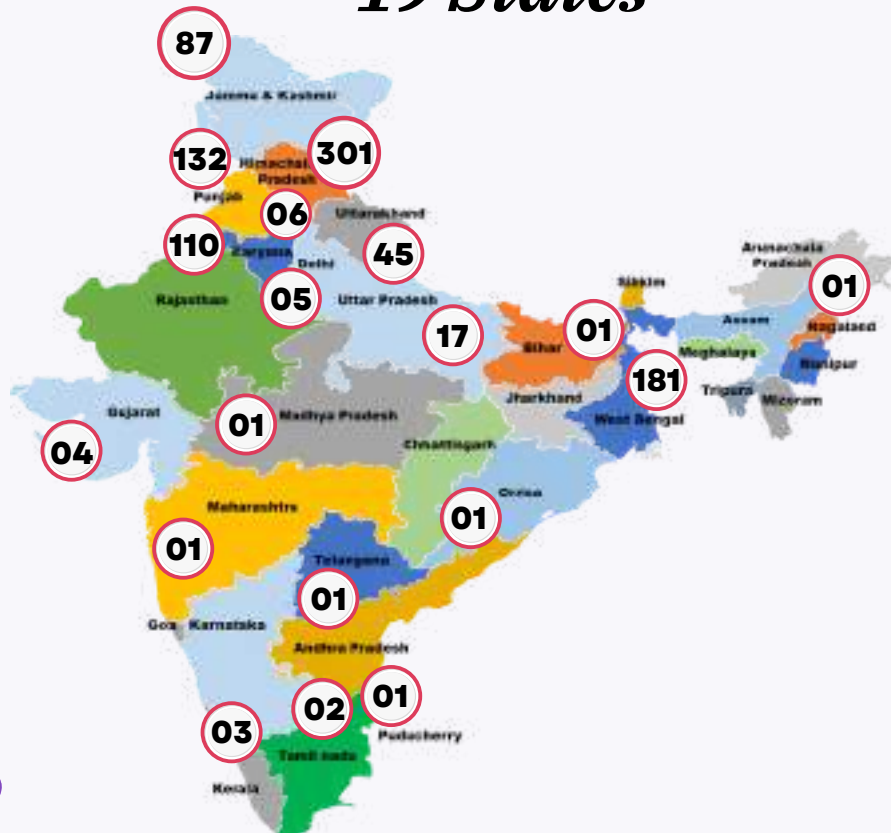 19 States
87
Jammu & Kashmir
132
Himachal
Pradesh
301
Punjab
06
Uttarakhand
110
Haryana
Delhi
45
05
Rajasthan
Uttar Pradesh
17
Bihar
01
Sikkim
Arunachala
Pradesh
01
Assam
Nagaland
Meghalaya
Manipur
181
Tripura
Mizoram
Jharkhand
West Bengal
Gujarat
04
01
Madhya Pradesh
Chhattisgarh
Orrisa
01
Maharashtra
01
Telangana
01
Goa
Karnataka
Andhra Pradesh
02
01
03
Puducherry
Tamil nadu
Kerala